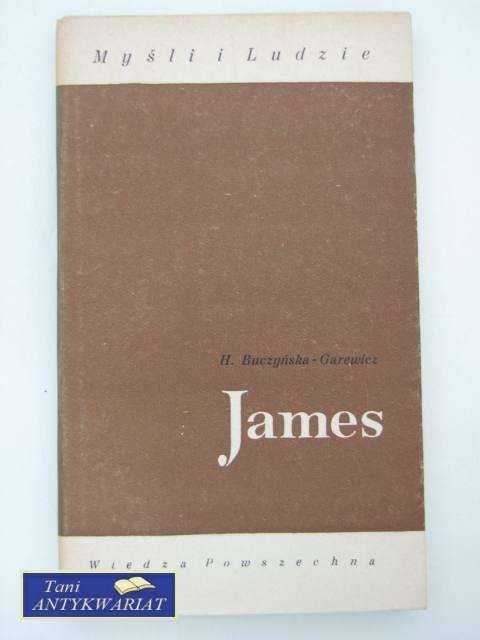 Myśli i Ludzie
H. Buczyńska-Garewicz
James
Wiedza Powszechna
Tani
ANTYKWARIAT